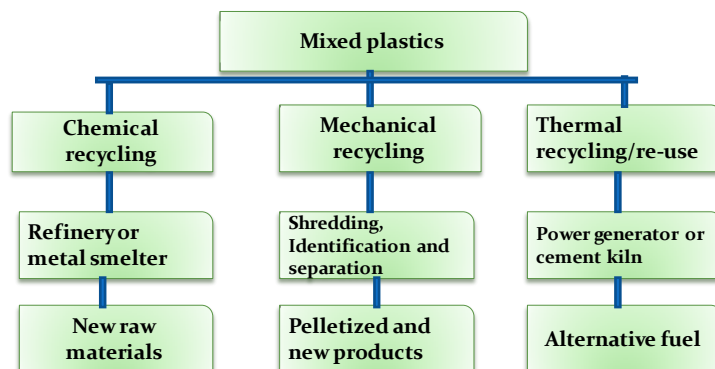 Mixed plastics
Chemical
recycling
Mechanical
recycling
Thermal
recycling/re-use
Refinery or
metal smelter
Shredding,
Identification and
separation
Power generator or
cement kiln
New raw
materials
Pelletized and
new products
Alternative fuel